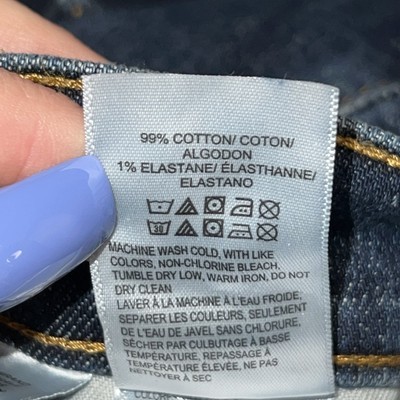 99% COTTON/ COTON/
ALGODON
1% ELASTANE/ ÉLASTHANNE/
ELASTANO
30
MACHINE WASH COLD, WITH LIKE
COLORS, NON-CHLORINE BLEACH,
TUMBLE DRY LOW, WARM IRON, DO NOT
DRY CLEAN
LAVER À LA MACHINE À L'EAU FROIDE,
SEPARER LES COULEURS, SEULEMENT
DE L'EAU DE JAVEL SANS CHLORURE,
SÉCHER PAR CULBUTAGE À BASSE
TEMPÉRATURE, REPASSAGE À
TEMPÉRATURE ÉLEVÉE, NE PAS
NETTOYER À SEC